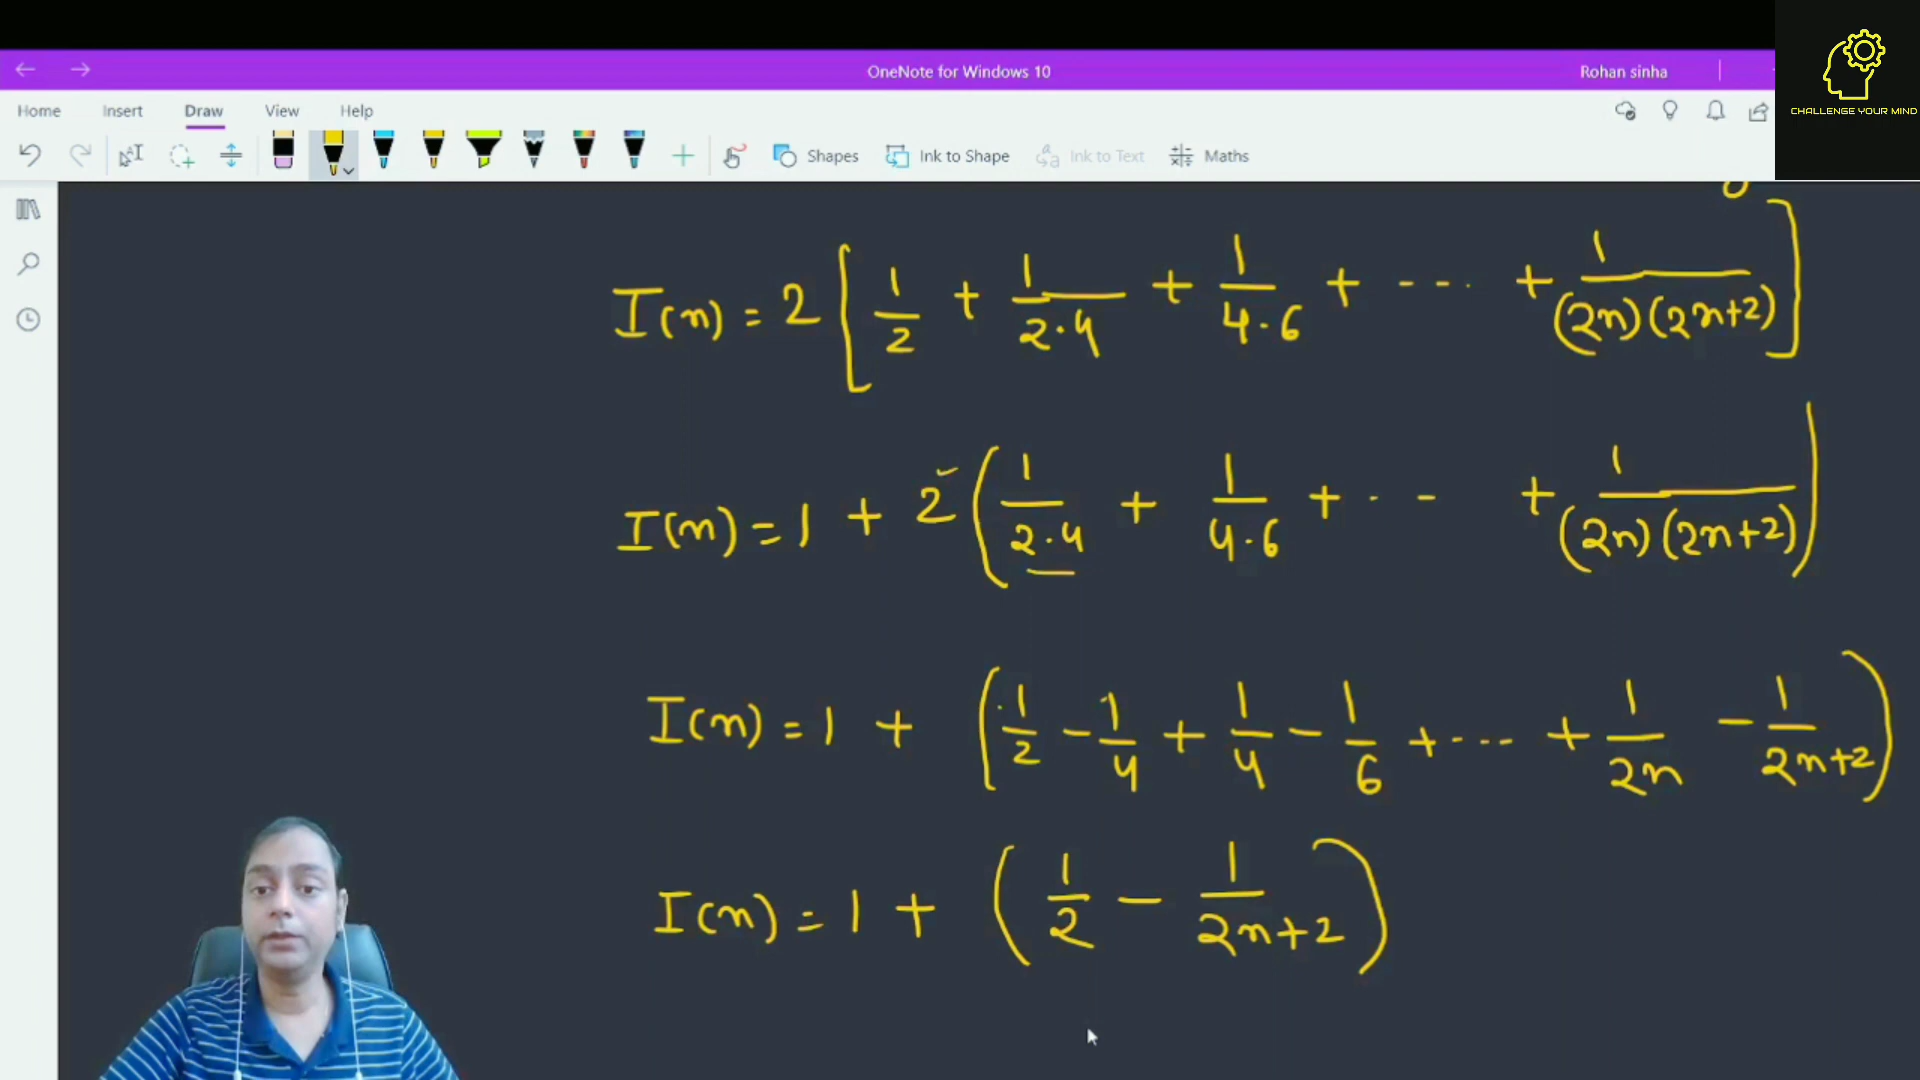 OneNote for Windows 10
Rohan sinha
CHALLENGE YOUR MIND
Home Insert Draw View Help
Shapes Ink to Shape Ink to Text Maths
I(n) = 2 [ 1/2 + 1/2·4 + 1/4·6 + --- + 1/(2n)(2n+2) ]
I(n) = 1 + 2 ( 1/2·4 + 1/4·6 + - - + 1/(2n)(2n+2) )
I(n) = 1 + ( 1/2 - 1/4 + 1/4 - 1/6 + --- + 1/2n - 1/2n+2 )
I(n) = 1 + ( 1/2 - 1/2n+2 )